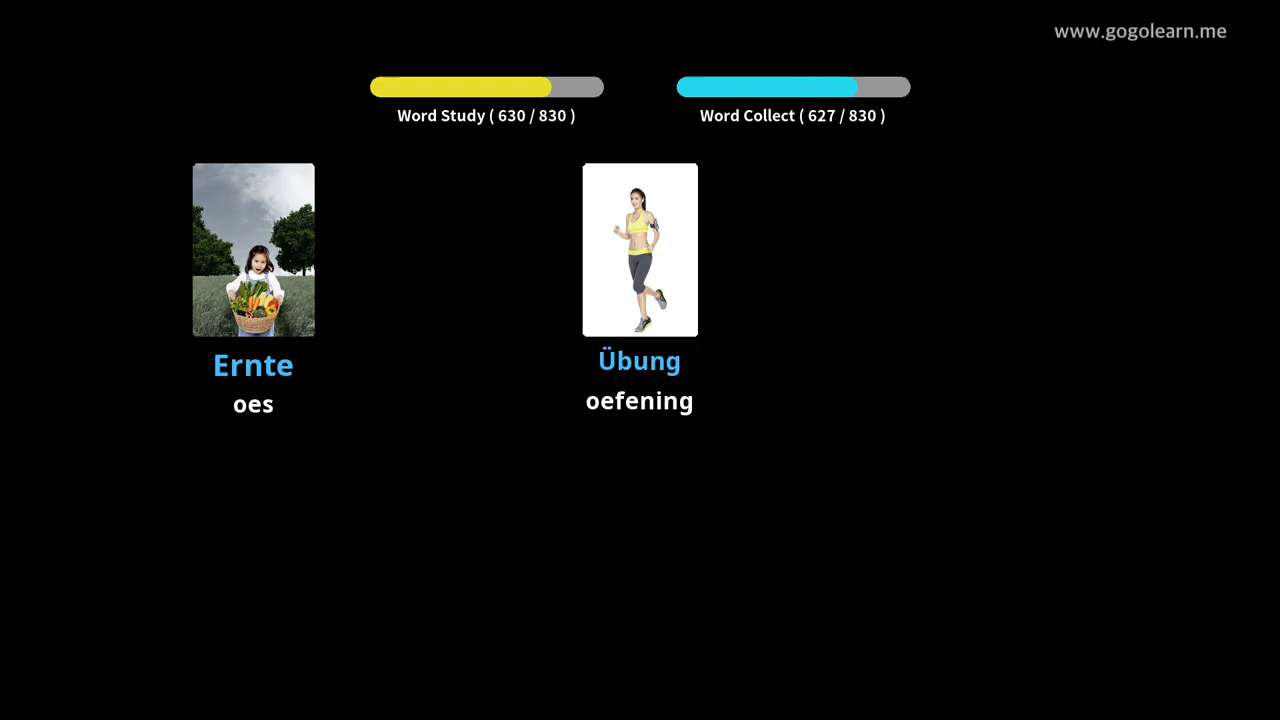 www.gogolearn.me
Word Study ( 630 / 830 )
Word Collect ( 627 / 830 )
Ernte
oes
Übung
oefening